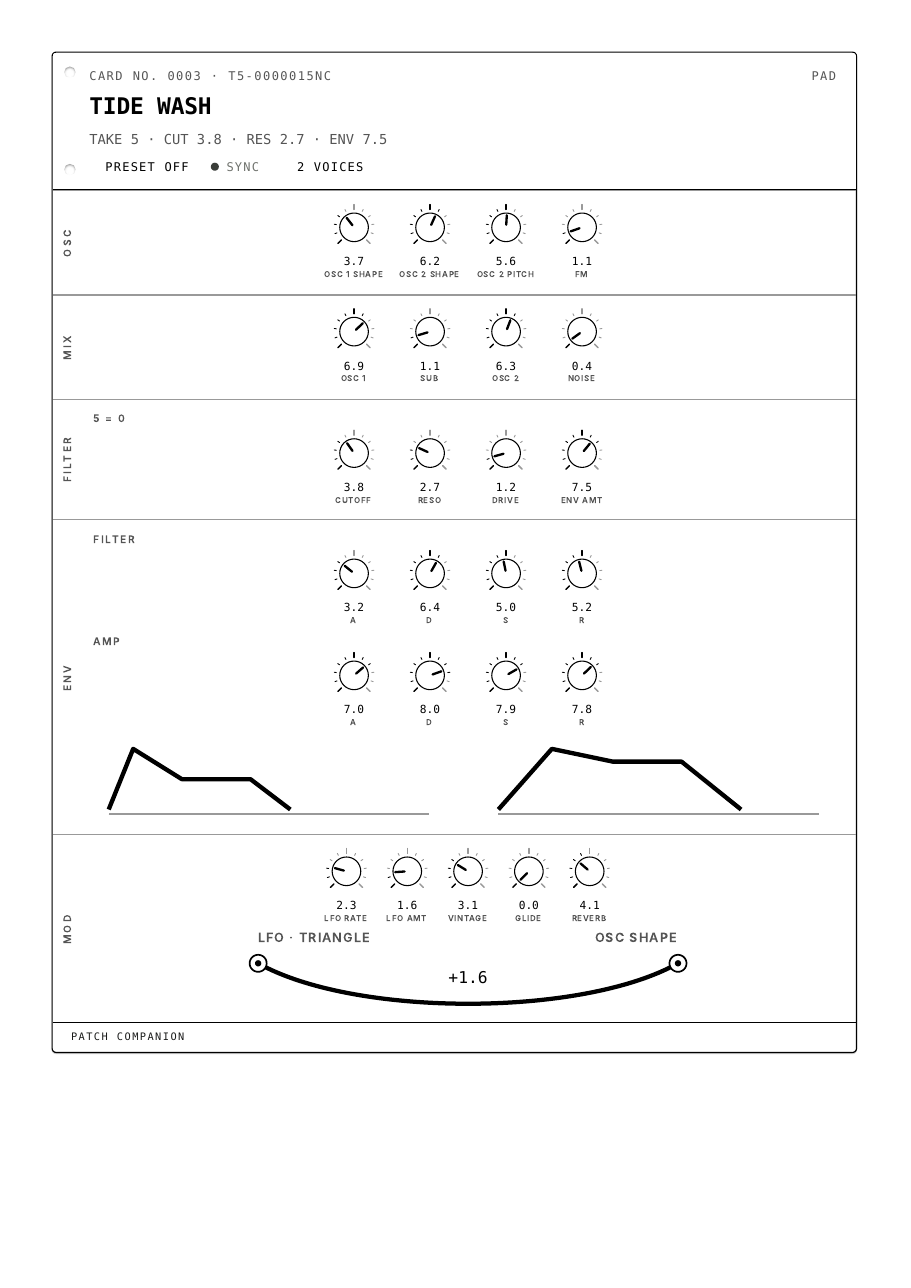 CARD NO. 0003 · T5-0000015NC PAD
TIDE WASH
TAKE 5 · CUT 3.8 · RES 2.7 · ENV 7.5
PRESET OFF ● SYNC 2 VOICES
OSC
3.7 6.2 5.6 1.1
OSC 1 SHAPE OSC 2 SHAPE OSC 2 PITCH FM
MIX
6.9 1.1 6.3 0.4
OSC 1 SUB OSC 2 NOISE
FILTER
5 = 0
3.8 2.7 1.2 7.5
CUTOFF RESO DRIVE ENV AMT
ENV
FILTER
3.2 6.4 5.0 5.2
A D S R
AMP
7.0 8.0 7.9 7.8
A D S R
MOD
2.3 1.6 3.1 0.0 4.1
LFO RATE LFO AMT VINTAGE GLIDE REVERB
LFO · TRIANGLE OSC SHAPE
+1.6
PATCH COMPANION